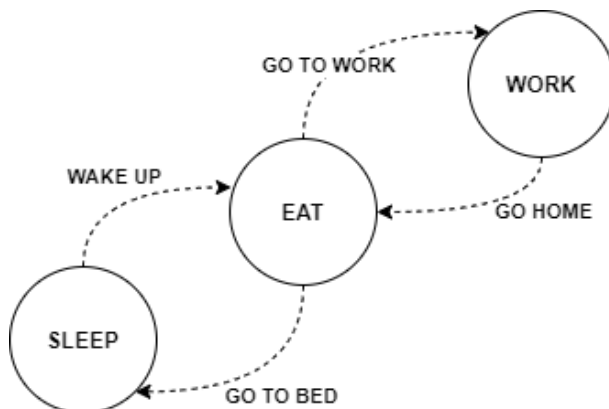 GO TO WORK
WORK
WAKE UP
EAT
GO HOME
SLEEP
GO TO BED